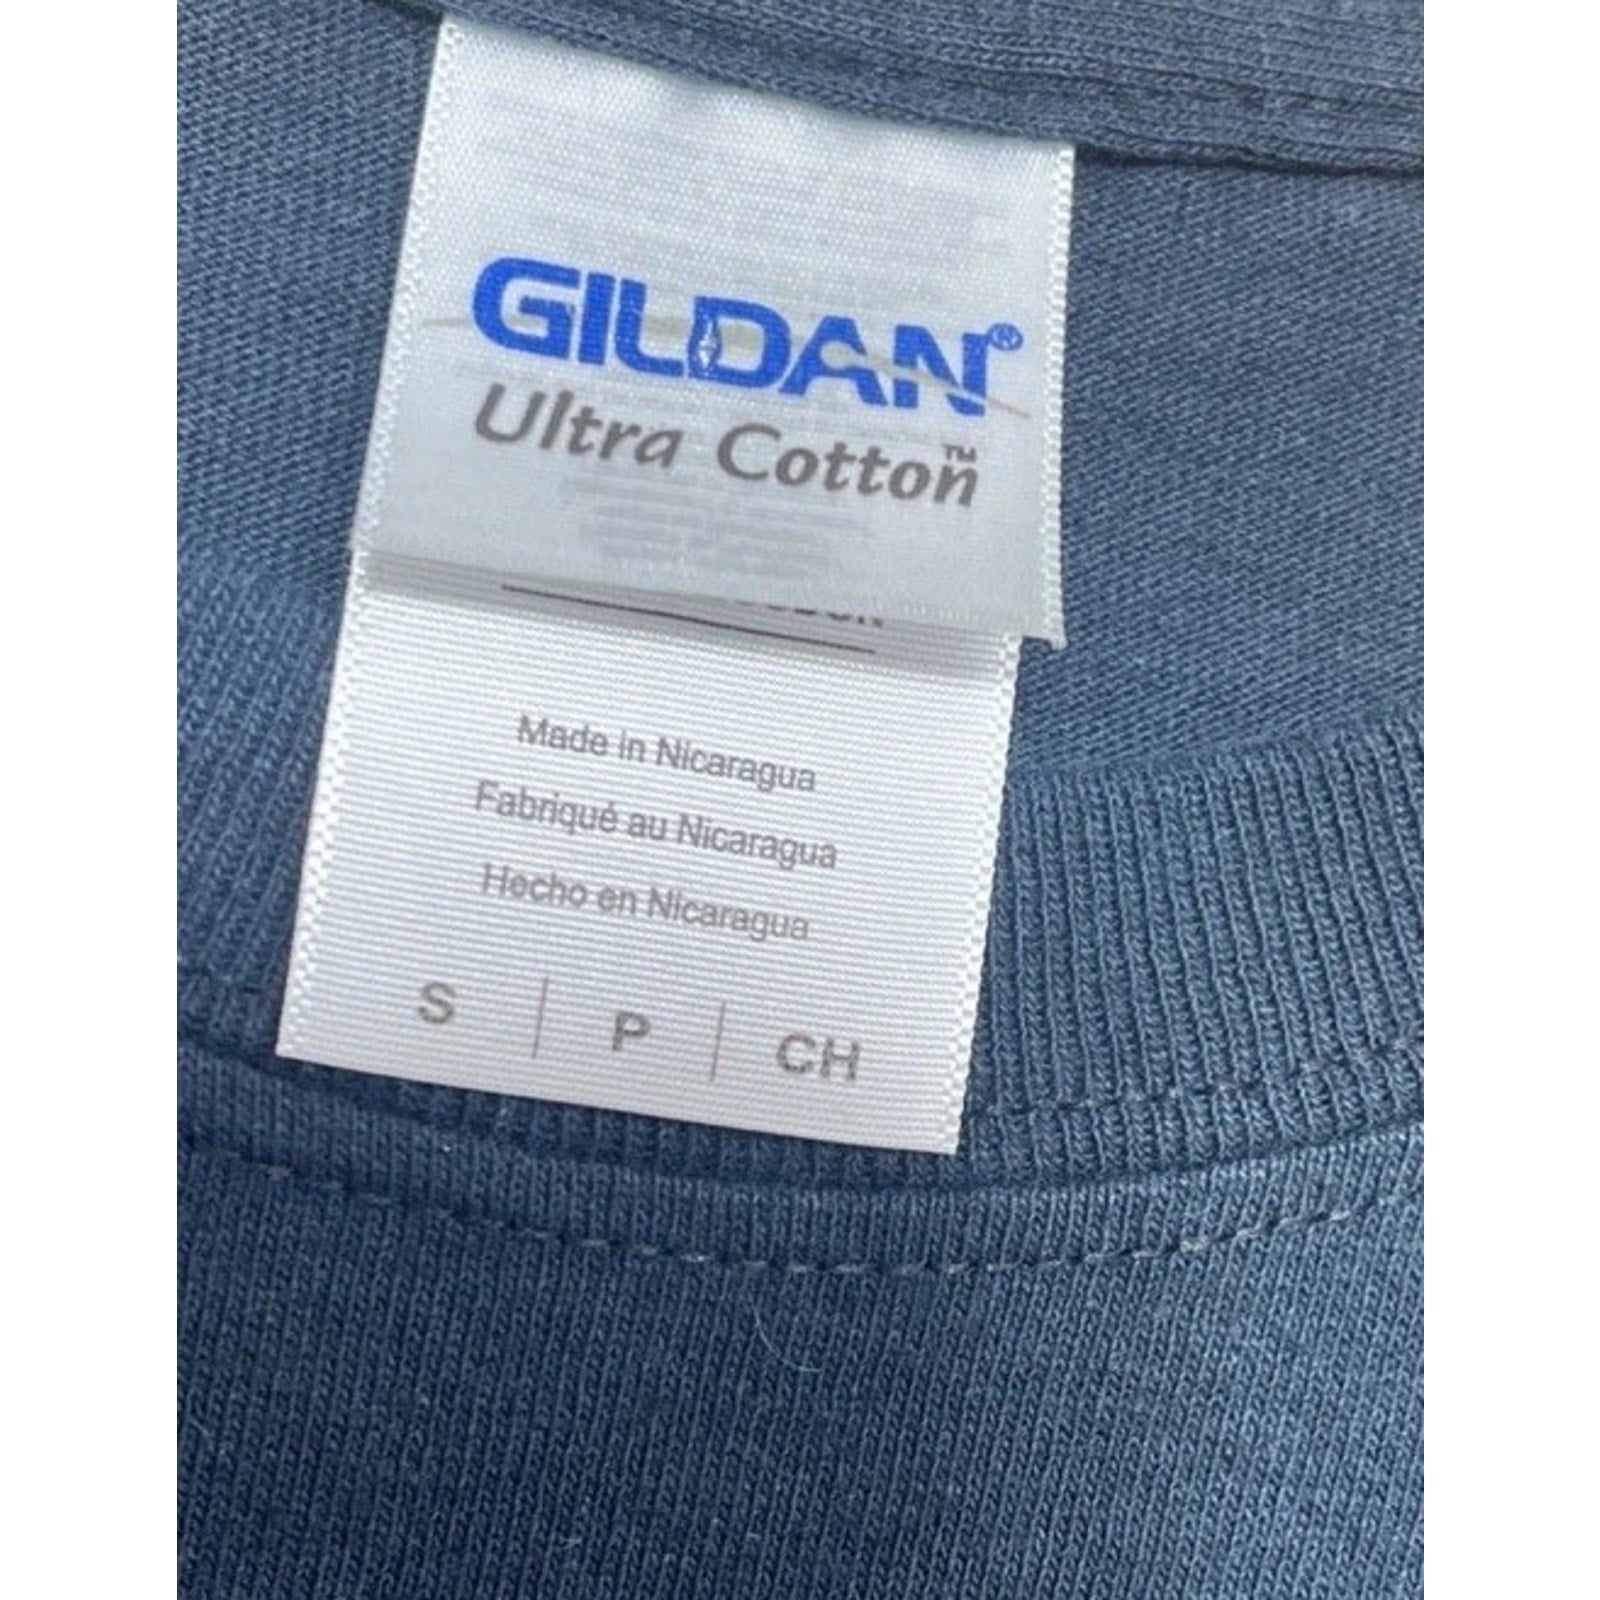 GILDAN®
Ultra Cotton™
Made in Nicaragua
Fabriqué au Nicaragua
Hecho en Nicaragua
S | P | CH